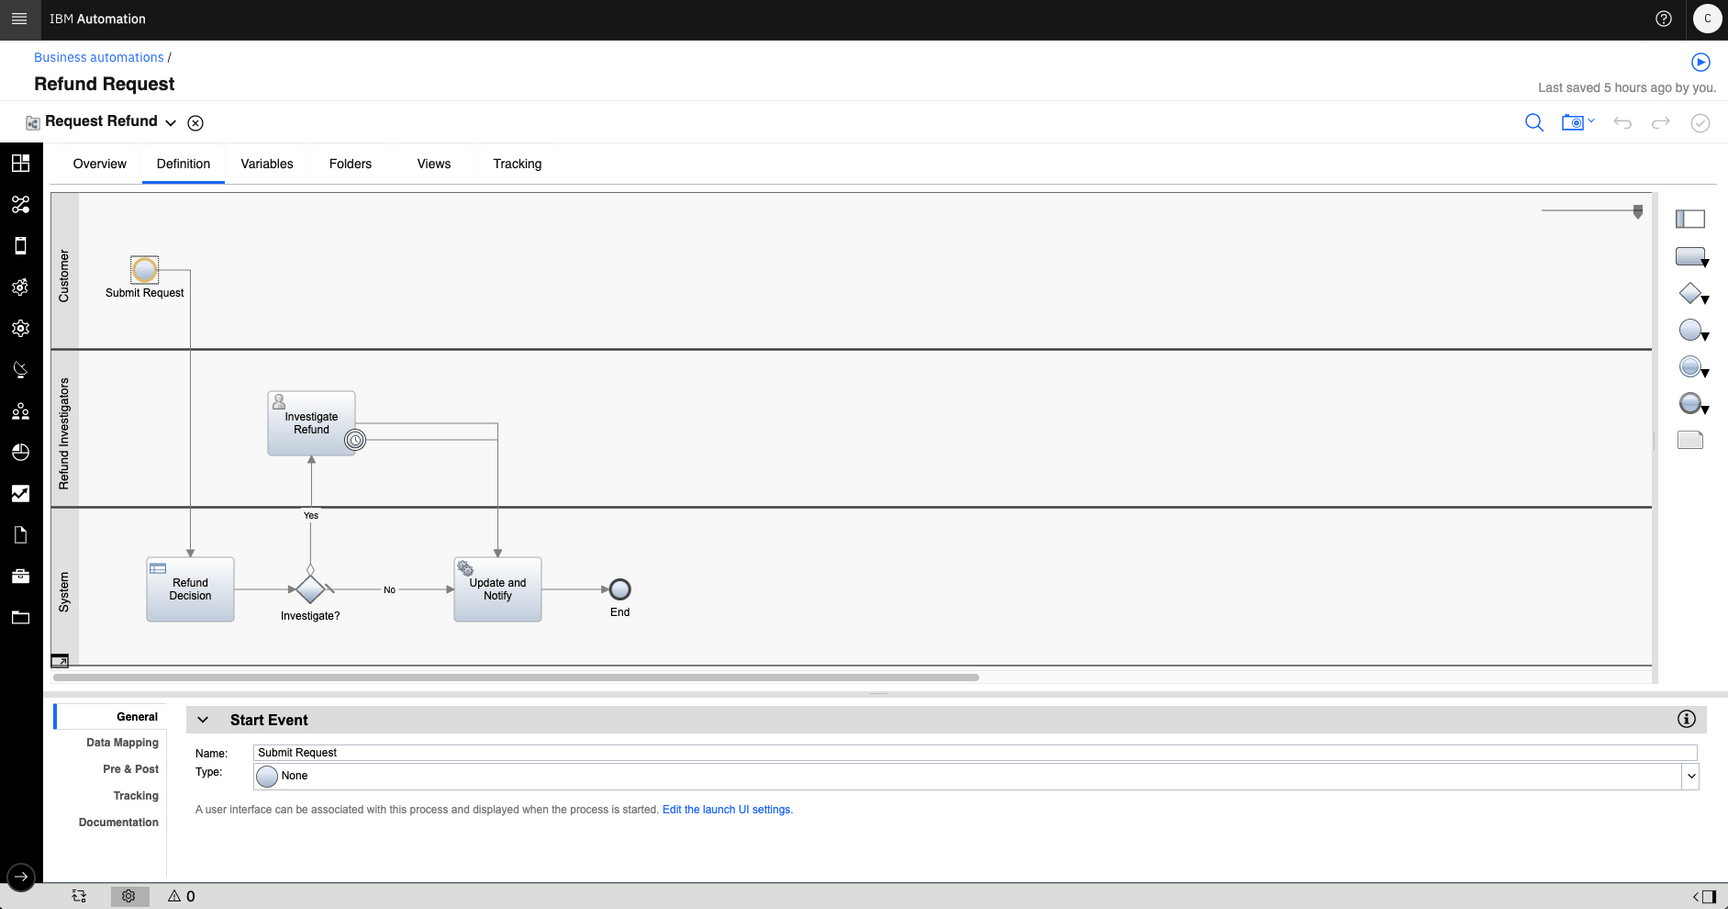 IBM Automation
C
Business automations /
Refund Request
Last saved 5 hours ago by you.
Request Refund
Overview
Definition
Variables
Folders
Views
Tracking
Customer
Submit Request
Refund Investigators
Investigate
Refund
Yes
System
Refund
Decision
Investigate?
No
Update and
Notify
End
General
Data Mapping
Pre & Post
Tracking
Documentation
Start Event
Name:
Submit Request
Type:
None
A user interface can be associated with this process and displayed when the process is started. Edit the launch UI settings.
0